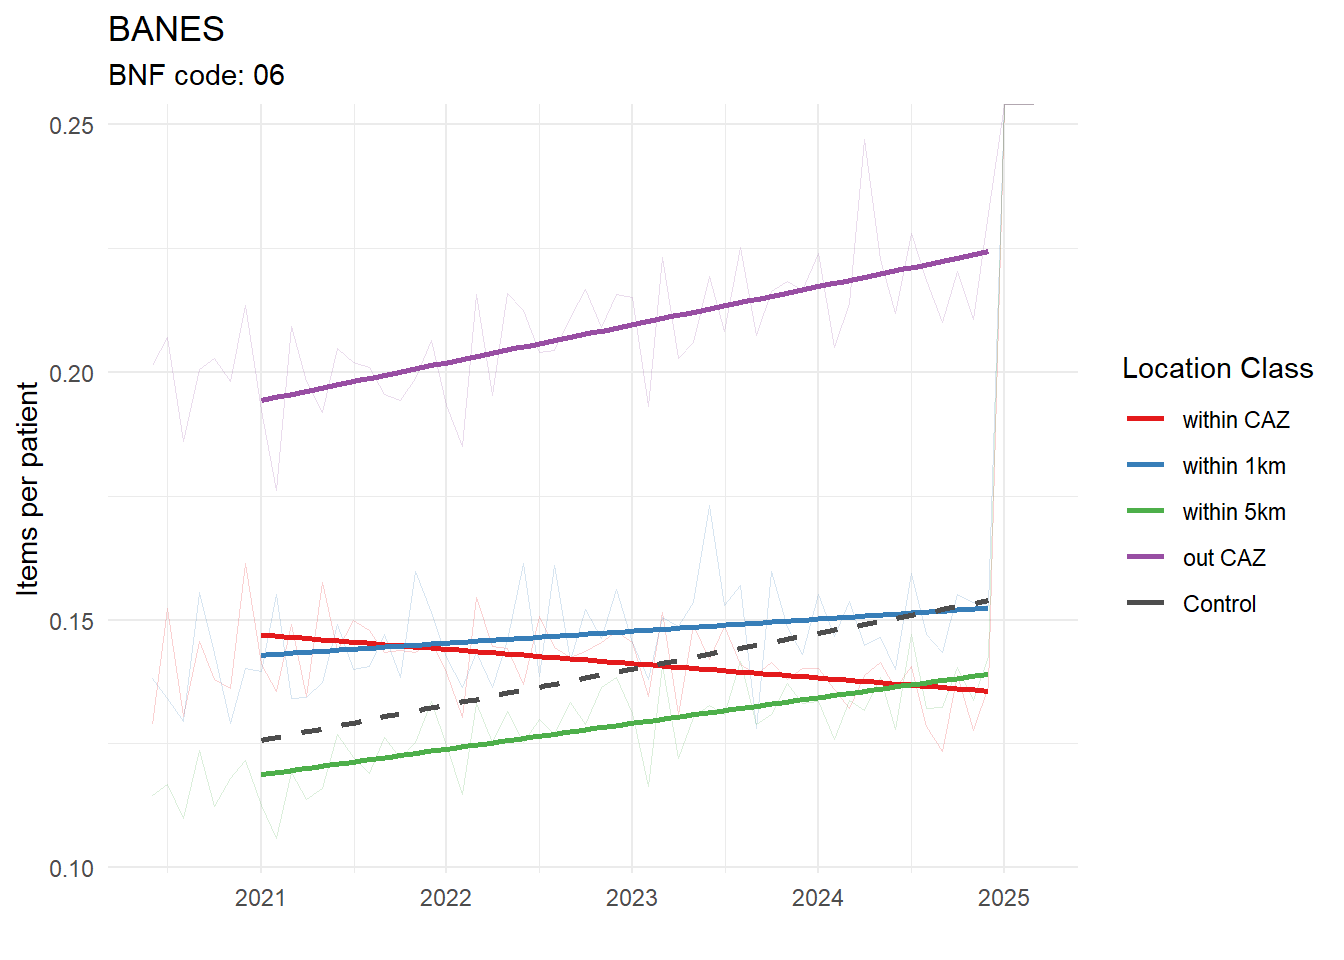 BANES
BNF code: 06
Items per patient
0.25
0.20
0.15
0.10
2021
2022
2023
2024
2025
Location Class
within CAZ
within 1km
within 5km
out CAZ
Control